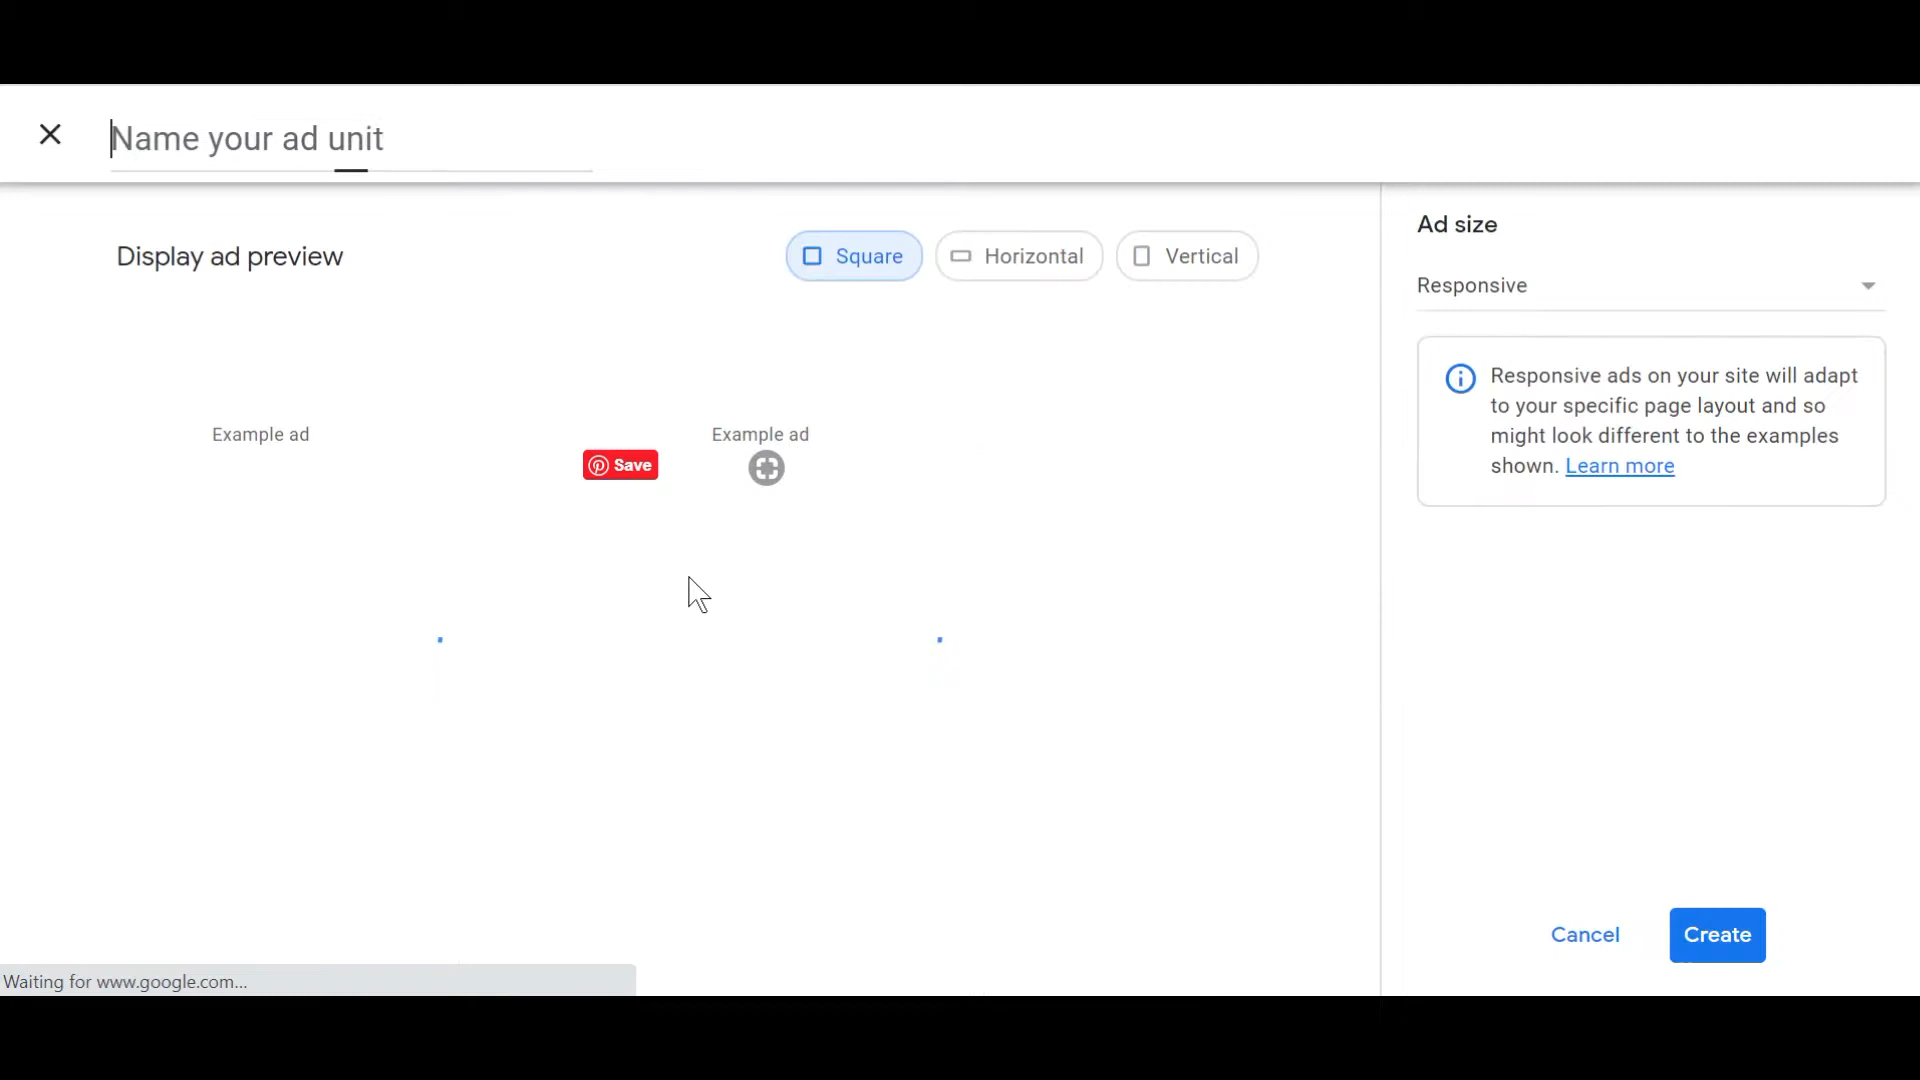 Name your ad unit
Display ad preview
Square
Horizontal
Vertical
Ad size
Responsive
Responsive ads on your site will adapt
to your specific page layout and so
might look different to the examples
shown. Learn more
Example ad
Example ad
Save
Cancel
Create
Waiting for www.google.com...